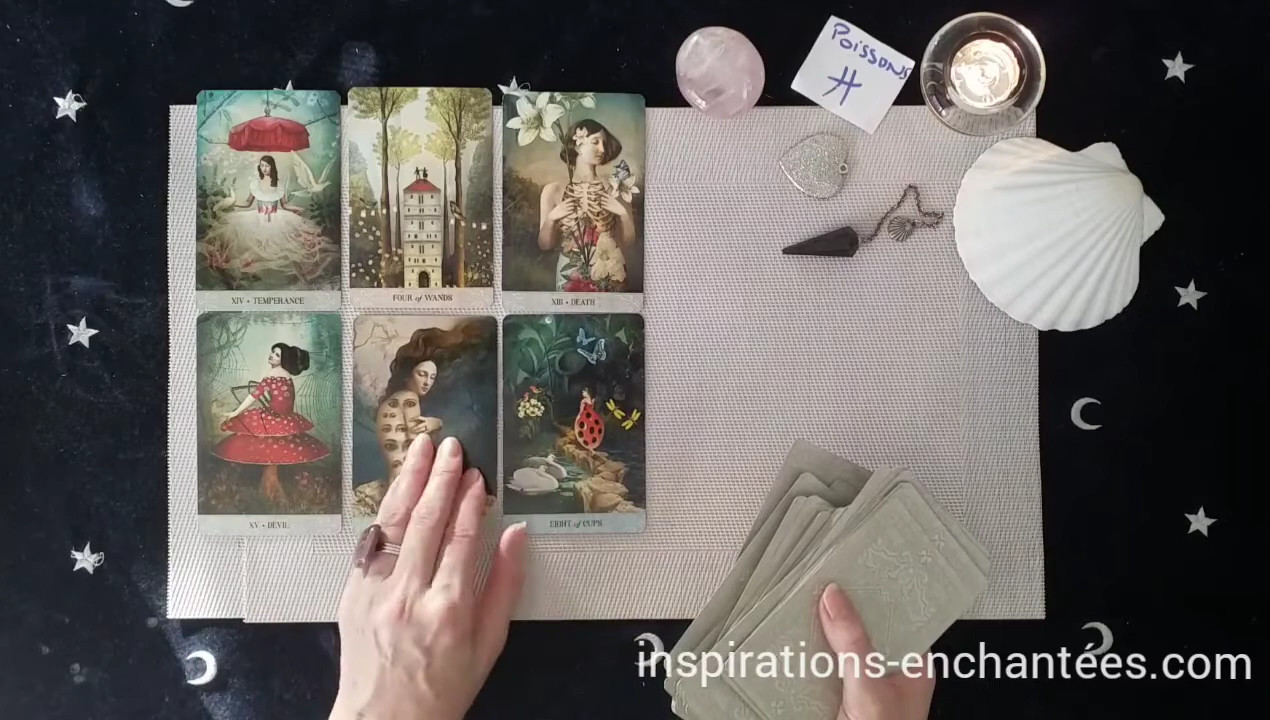 Poissons
♓
XIV • TEMPERANCE
FOUR of WANDS
XIII • DEATH
XV • DEVIL
EIGHT of CUPS
inspirations-enchantées.com